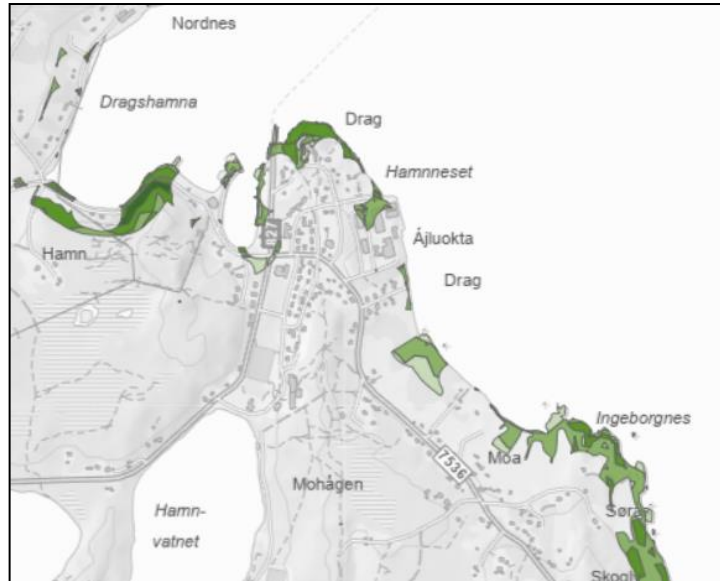 Nordnes
Dragshamna
Drag
Hamnneset
Hamn
Ájluokta
Drag
Ingeborgnes
Moa
7536
Mohågen
Hamn-
vatnet